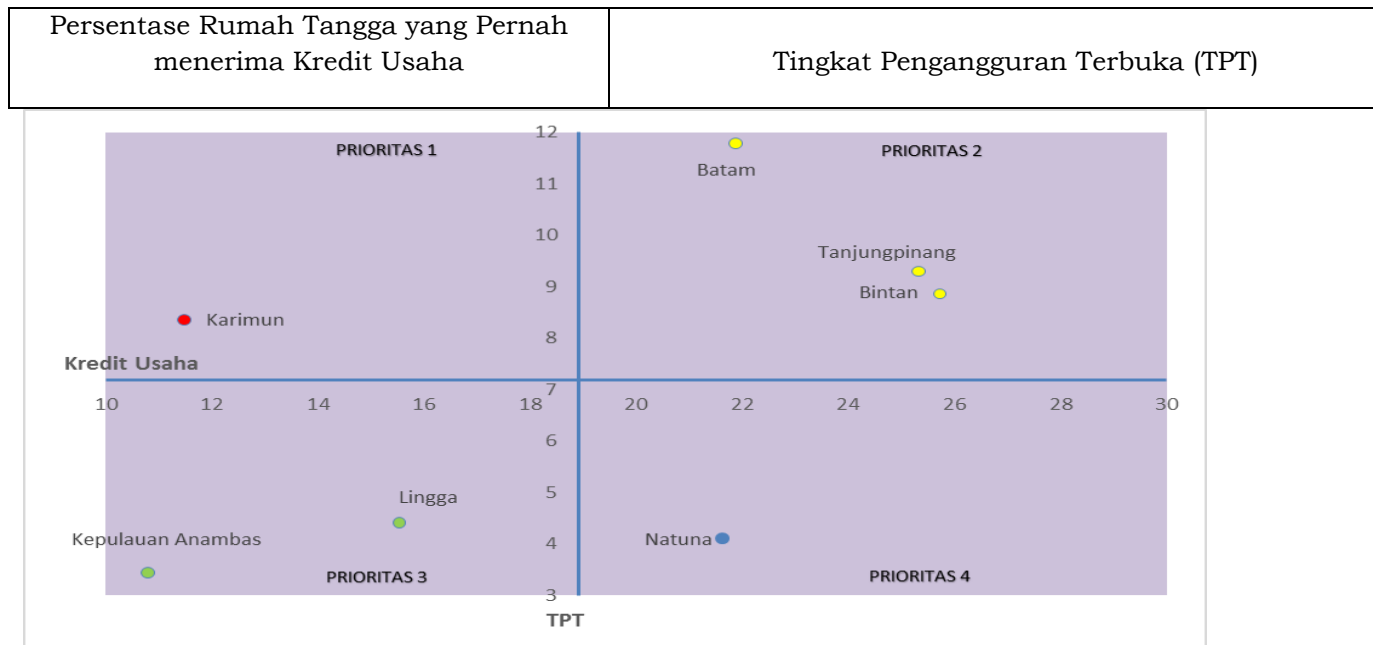 Persentase Rumah Tangga yang Pernah
menerima Kredit Usaha
Tingkat Pengangguran Terbuka (TPT)
12
PRIORITAS 1
PRIORITAS 2
Batam
11
10
Tanjungpinang
9
Bintan
Karimun
8
Kredit Usaha
7
10 12 14 16 18 20 22 24 26 28 30
6
5
Lingga
Kepulauan Anambas
4
Natuna
PRIORITAS 3
PRIORITAS 4
3
TPT